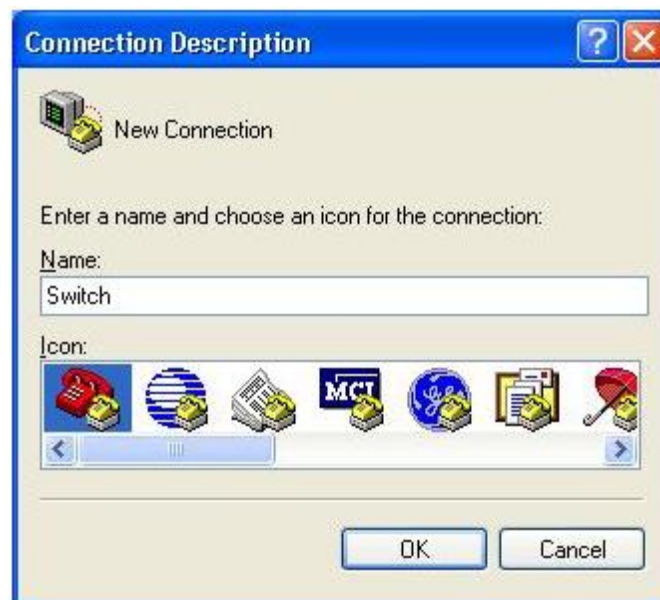 Connection Description
New Connection
Enter a name and choose an icon for the connection:
Name:
Switch
Icon:
MCI
OK
Cancel